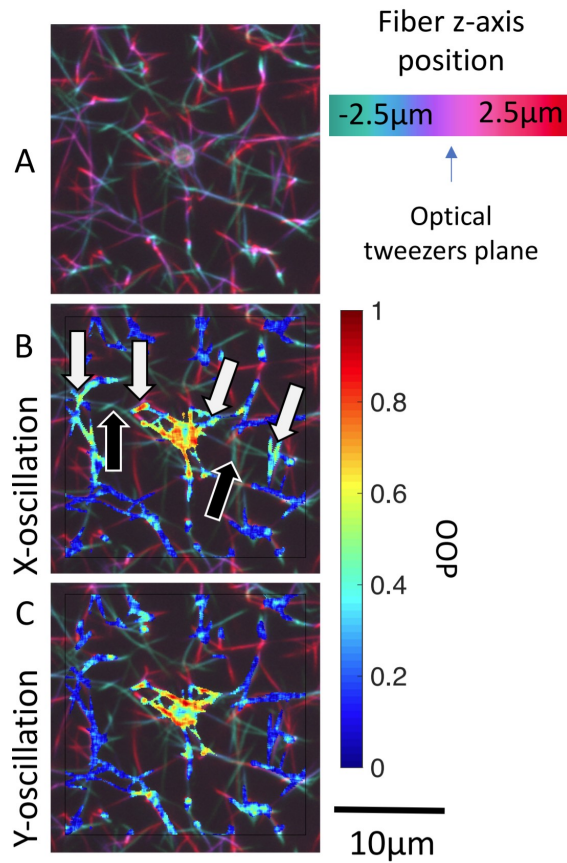 Fiber z-axis
position
-2.5µm 2.5µm
Optical
tweezers plane
A
B
X-oscillation
C
Y-oscillation
1
0.8
0.6
0.4
0.2
0
OOP
10µm